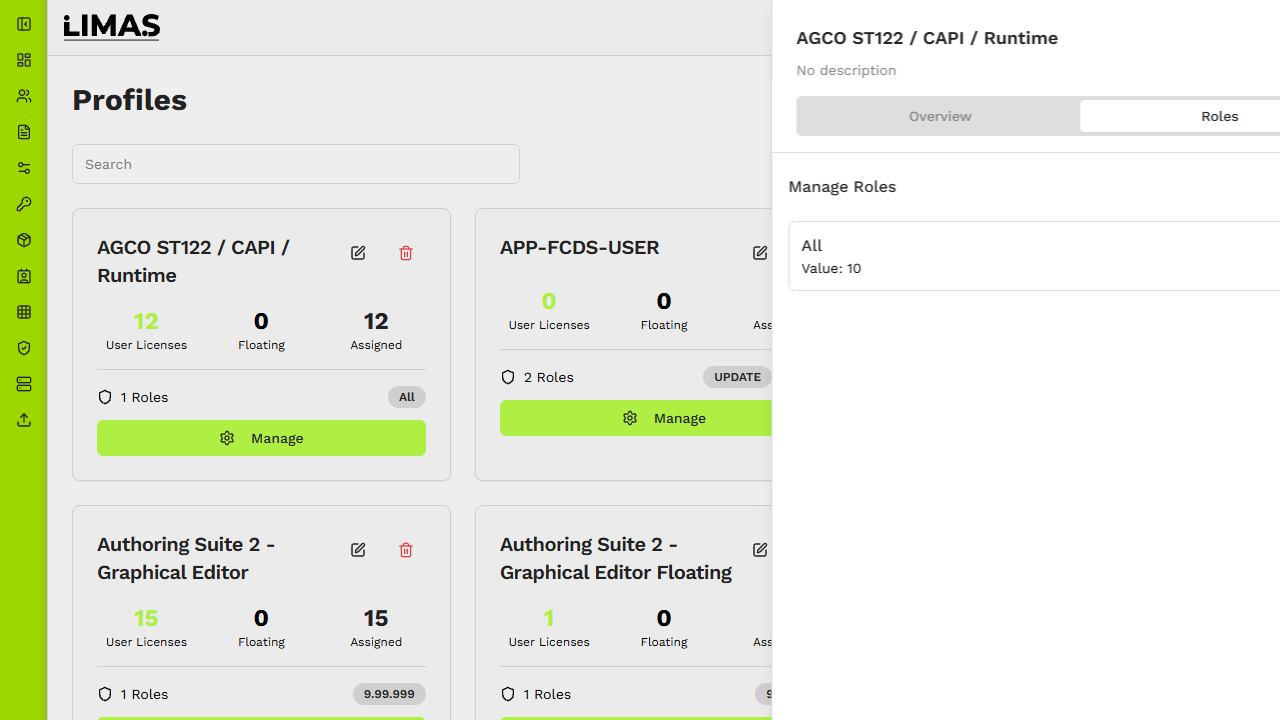 LIMAS
Profiles
Search
AGCO ST122 / CAPI /
Runtime
12
User Licenses
0
Floating
12
Assigned
1 Roles
All
Manage
APP-FCDS-USER
0
User Licenses
0
Floating
Ass
2 Roles
UPDATE
Manage
Authoring Suite 2 -
Graphical Editor
15
User Licenses
0
Floating
15
Assigned
1 Roles
9.99.999
Authoring Suite 2 -
Graphical Editor Floating
1
User Licenses
0
Floating
Ass
1 Roles
9
AGCO ST122 / CAPI / Runtime
No description
Overview
Roles
Manage Roles
All
Value: 10